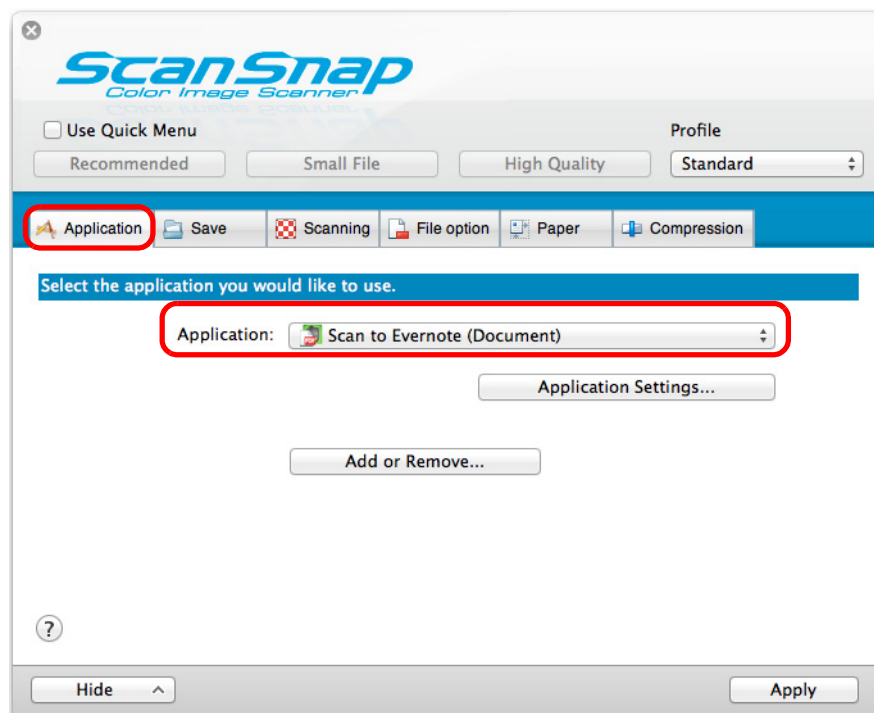 ScanSnap
Color Image Scanner
Use Quick Menu
Profile
Recommended Small File High Quality Standard
Application Save Scanning File option Paper Compression
Select the application you would like to use.
Application: Scan to Evernote (Document)
Application Settings...
Add or Remove...
?
Hide Apply